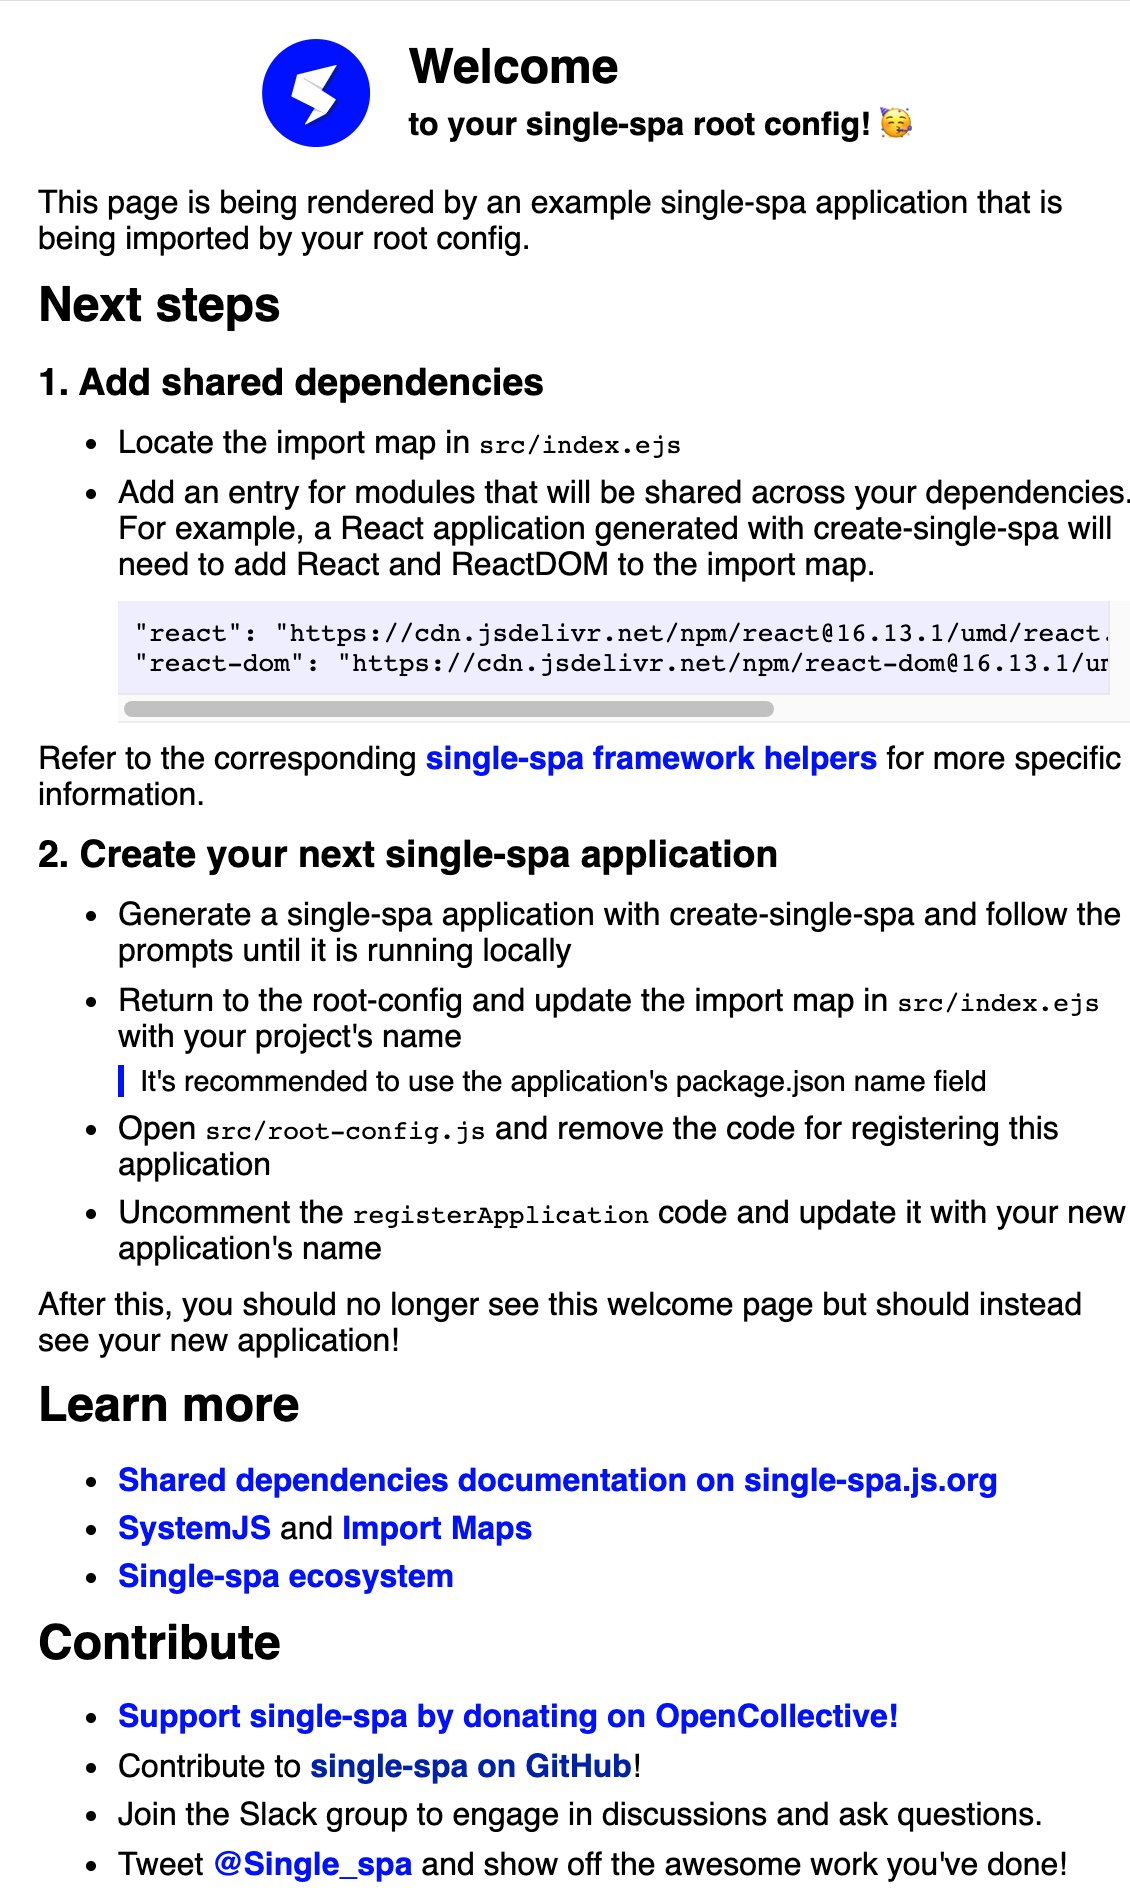 Welcome
to your single-spa root config! 🥳
This page is being rendered by an example single-spa application that is
being imported by your root config.
Next steps
1. Add shared dependencies
• Locate the import map in src/index.ejs
• Add an entry for modules that will be shared across your dependencies.
For example, a React application generated with create-single-spa will
need to add React and ReactDOM to the import map.
"react": "https://cdn.jsdelivr.net/npm/react@16.13.1/umd/react.
"react-dom": "https://cdn.jsdelivr.net/npm/react-dom@16.13.1/
Refer to the corresponding single-spa framework helpers for more specific
information.
2. Create your next single-spa application
• Generate a single-spa application with create-single-spa and follow the
prompts until it is running locally
• Return to the root-config and update the import map in src/index.ejs
with your project's name
It's recommended to use the application's package.json name field
• Open src/root-config.js and remove the code for registering this
application
• Uncomment the registerApplication code and update it with your new
application's name
After this, you should no longer see this welcome page but should instead
see your new application!
Learn more
• Shared dependencies documentation on single-spa.js.org
• SystemJS and Import Maps
• Single-spa ecosystem
Contribute
• Support single-spa by donating on OpenCollective!
• Contribute to single-spa on GitHub!
• Join the Slack group to engage in discussions and ask questions.
• Tweet @Single_spa and show off the awesome work you've done!